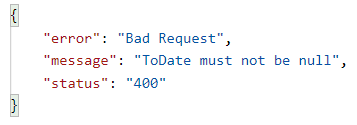 {
"error": "Bad Request",
"message": "ToDate must not be null",
"status": "400"
}